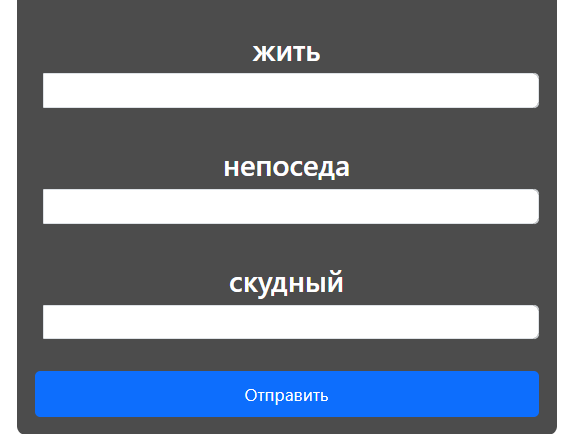 жить
непоседа
скудный
Отправить